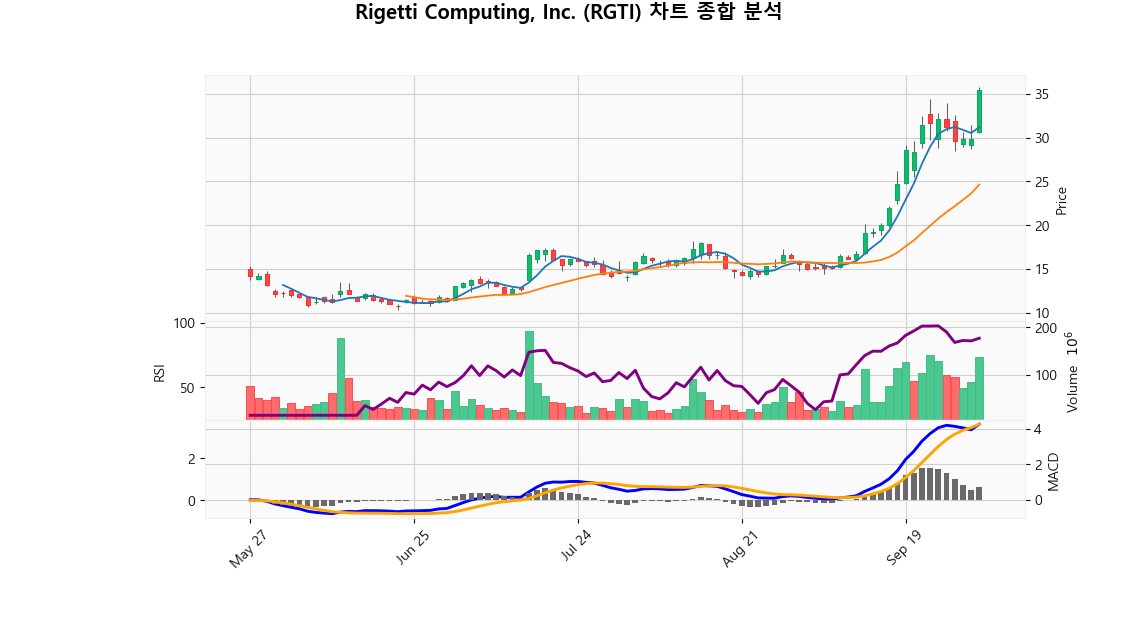 Rigetti Computing, Inc. (RGTI) 차트 종합 분석
35
30
25
20
15
10
Price
100
50
RSI
200
100
Volume 10^6
2
0
4
2
0
MACD
May 27
Jun 25
Jul 24
Aug 21
Sep 19